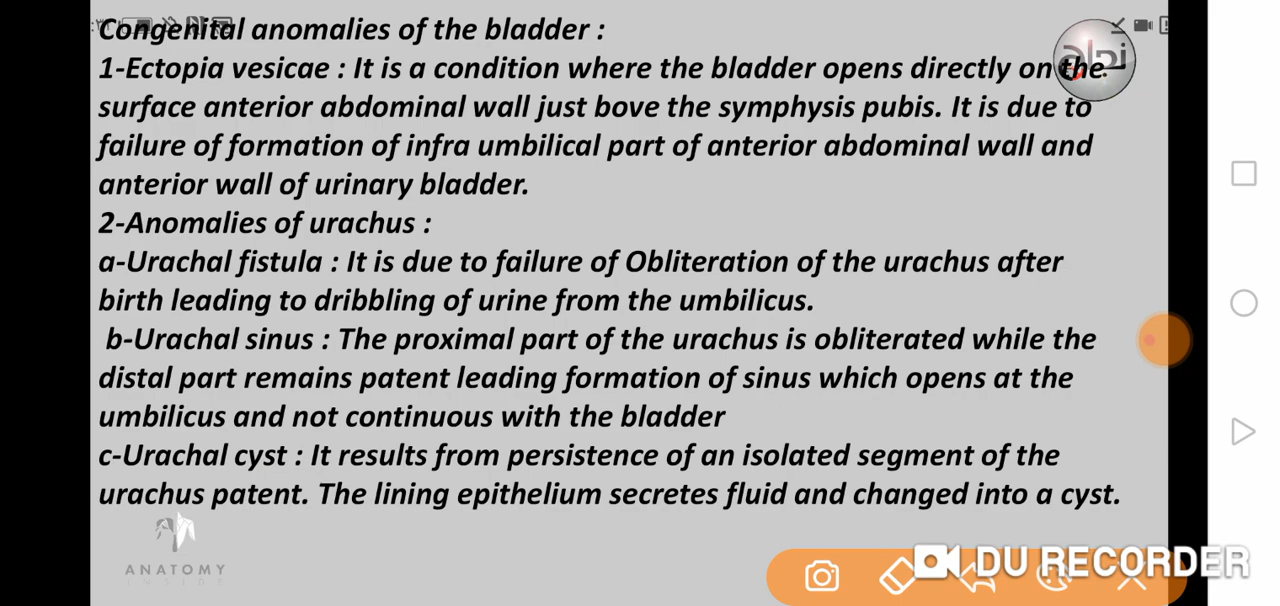 Congenital anomalies of the bladder :
1-Ectopia vesicae : It is a condition where the bladder opens directly on the
surface anterior abdominal wall just bove the symphysis pubis. It is due to
failure of formation of infra umbilical part of anterior abdominal wall and
anterior wall of urinary bladder.
2-Anomalies of urachus :
a-Urachal fistula : It is due to failure of Obliteration of the urachus after
birth leading to dribbling of urine from the umbilicus.
b-Urachal sinus : The proximal part of the urachus is obliterated while the
distal part remains patent leading formation of sinus which opens at the
umbilicus and not continuous with the bladder
c-Urachal cyst : It results from persistence of an isolated segment of the
urachus patent. The lining epithelium secretes fluid and changed into a cyst.
ANATOMY
INSIDE
DU RECORDER